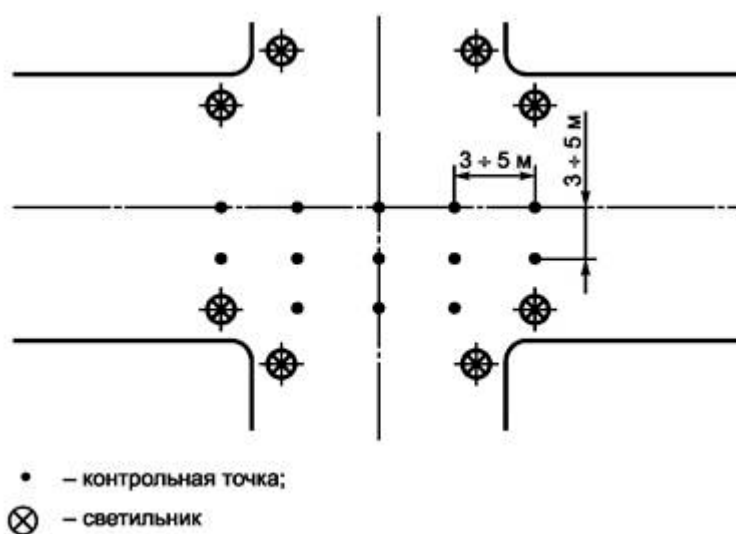 3 ÷ 5 м
3 ÷ 5 м
– контрольная точка;
– светильник